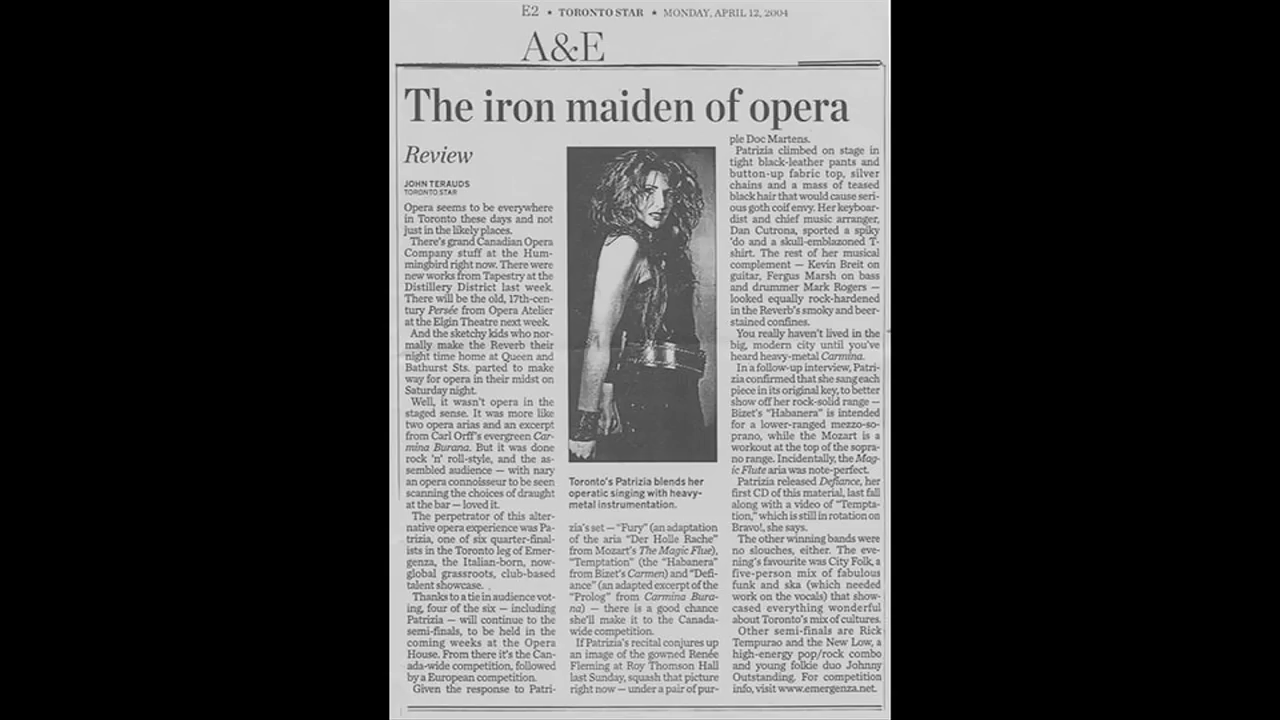 E2 ★ TORONTO STAR ★ MONDAY, APRIL 12, 2004
A&E
The iron maiden of opera
Review
JOHN TERAUDS
TORONTO STAR
Opera seems to be everywhere
in Toronto these days and not
just in the likely places.
There's grand Canadian Opera
Company stuff at the Hum-
mingbird right now. There were
new works from Tapestry at the
Distillery District last week.
There will be the old, 17th-cen-
tury Persée from Opera Atelier
at the Elgin Theatre next week.
And the sketchy kids who nor-
mally make the Reverb their
night time home at Queen and
Bathurst Sts. parted to make
way for opera in their midst on
Saturday night.
Well, it wasn't opera in the
staged sense. It was more like
two opera arias and an excerpt
from Carl Orff's evergreen Car-
mina Burana. But it was done
rock 'n' roll-style, and the as-
sembled audience — with nary
an opera connoisseur to be seen
scanning the choices of draught
at the bar — loved it.
The perpetrator of this alter-
native opera experience was Pa-
trizia, one of six quarter-final-
ists in the Toronto leg of Emer-
genza, the Italian-born, now-
global grassroots, club-based
talent showcase.
Thanks to a tie in audience vot-
ing, four of the six — including
Patrizia — will continue to the
semi-finals, to be held in the
coming weeks at the Opera
House. From there it's the Can-
ada-wide competition, followed
by a European competition.
Given the response to Patri-
Toronto's Patrizia blends her
operatic singing with heavy-
metal instrumentation.
zia's set — "Fury" (an adaptation
of the aria "Der Holle Rache"
from Mozart's The Magic Flue),
"Temptation" (the "Habanera"
from Bizet's Carmen) and "Defi-
ance" (an adapted excerpt of the
"Prolog" from Carmina Bura-
na) — there is a good chance
she'll make it to the Canada-
wide competition.
If Patrizia's recital conjures up
an image of the gowned Renée
Fleming at Roy Thomson Hall
last Sunday, squash that picture
right now — under a pair of pur-
ple Doc Martens.
Patrizia climbed on stage in
tight black-leather pants and
button-up fabric top, silver
chains and a mass of teased
black hair that would cause seri-
ous goth coif envy. Her keyboar-
dist and chief music arranger,
Dan Cutrona, sported a spiky
'do and a skull-emblazoned T-
shirt. The rest of her musical
complement — Kevin Breit on
guitar, Fergus Marsh on bass
and drummer Mark Rogers —
looked equally rock-hardened
in the Reverb's smoky and beer-
stained confines.
You really haven't lived in the
big, modern city until you've
heard heavy-metal Carmina.
In a follow-up interview, Patri-
zia confirmed that she sang each
piece in its original key, to better
show off her rock-solid range —
Bizet's "Habanera" is intended
for a lower-ranged mezzo-so-
prano, while the Mozart is a
workout at the top of the sopra-
no range. Incidentally, the Mag-
ic Flute aria was note-perfect.
Patrizia released Defiance, her
first CD of this material, last fall
along with a video of "Tempta-
tion," which is still in rotation on
Bravo!, she says.
The other winning bands were
no slouches, either. The eve-
ning's favourite was City Folk, a
five-person mix of fabulous
funk and ska (which needed
work on the vocals) that show-
cased everything wonderful
about Toronto's mix of cultures.
Other semi-finals are Rick
Tempurao and the New Low, a
high-energy pop/rock combo
and young folkie duo Johnny
Outstanding. For competition
info, visit www.emergenza.net.